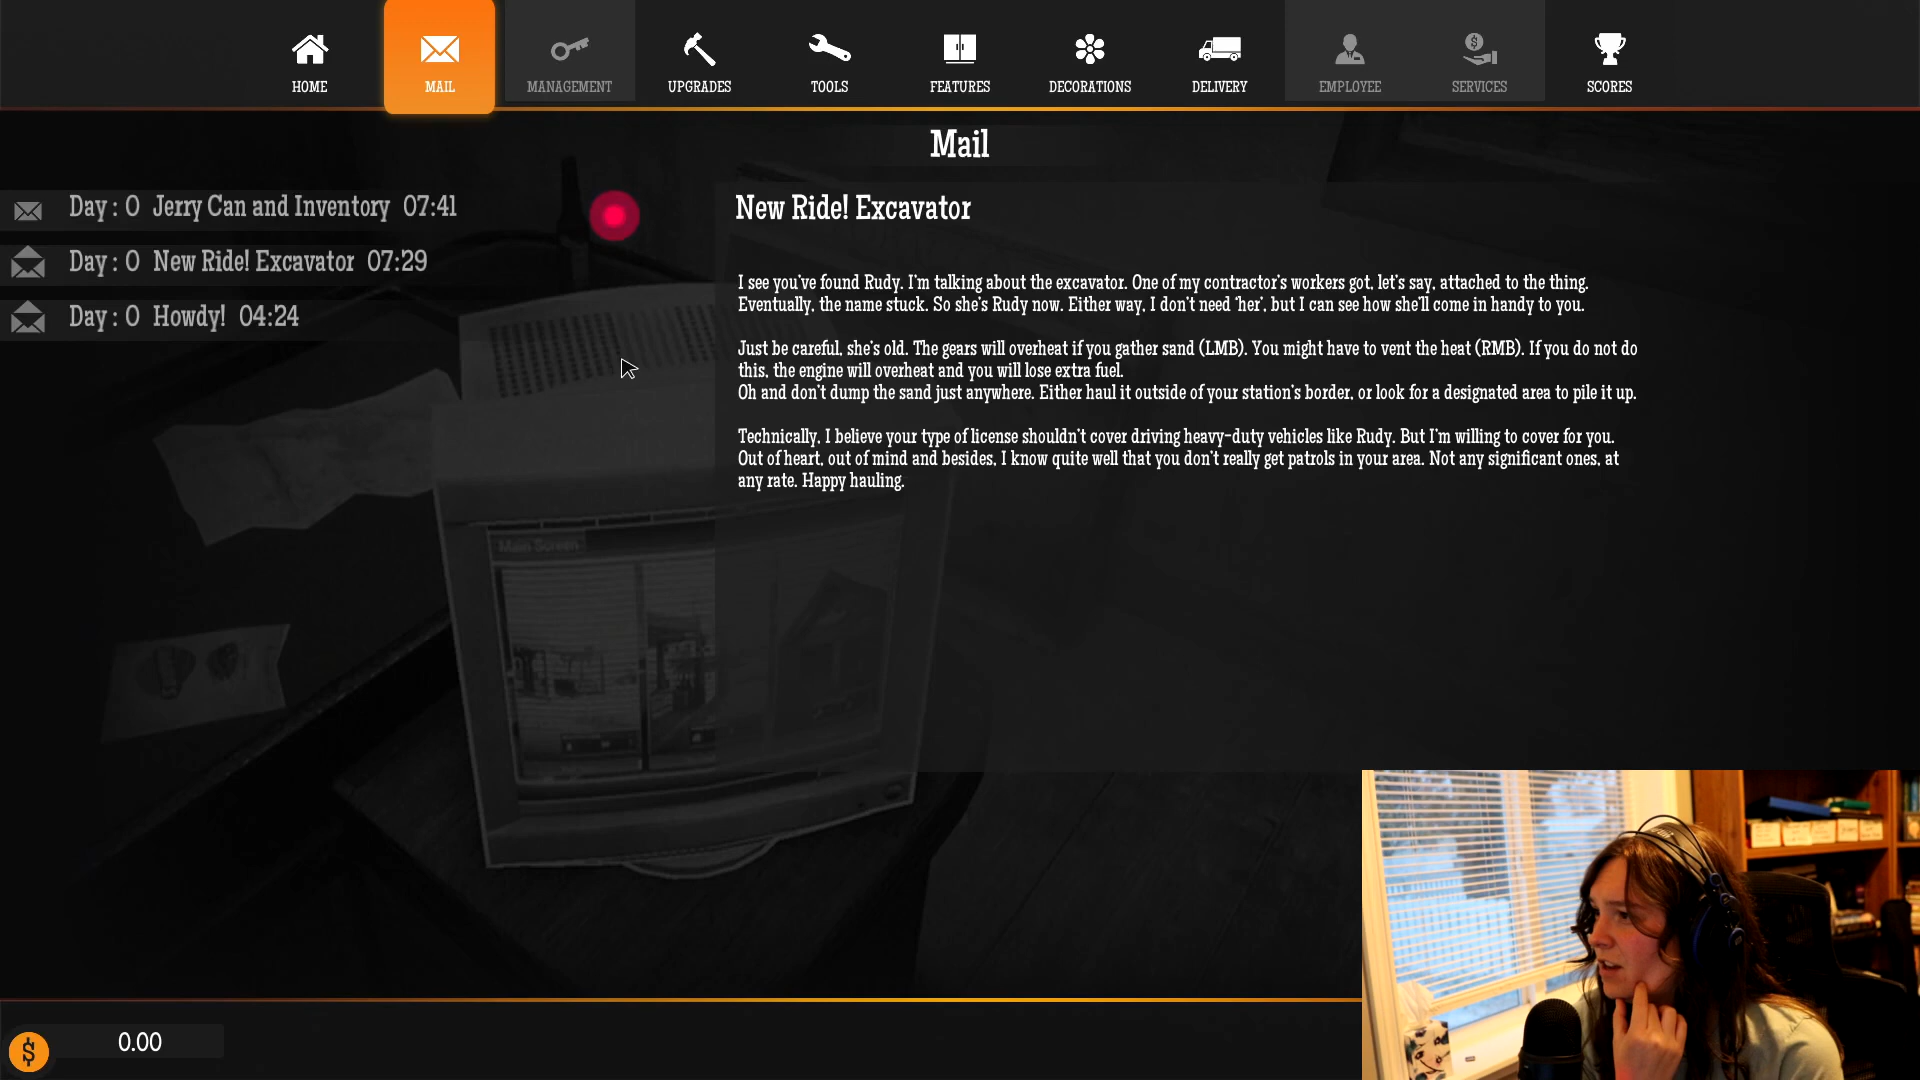 HOME
MAIL
MANAGEMENT
UPGRADES
TOOLS
FEATURES
DECORATIONS
DELIVERY
EMPLOYEE
SERVICES
SCORES
Mail
Day : 0 Jerry Can and Inventory 07:41
Day : 0 New Ride! Excavator 07:29
Day : 0 Howdy! 04:24
New Ride! Excavator
I see you've found Rudy. I'm talking about the excavator. One of my contractor's workers got, let's say, attached to the thing.
Eventually, the name stuck. So she's Rudy now. Either way, I don't need 'her', but I can see how she'll come in handy to you.
Just be careful, she's old. The gears will overheat if you gather sand (LMB). You might have to vent the heat (RMB). If you do not do
this, the engine will overheat and you will lose extra fuel.
Oh and don't dump the sand just anywhere. Either haul it outside of your station's border, or look for a designated area to pile it up.
Technically, I believe your type of license shouldn't cover driving heavy-duty vehicles like Rudy. But I'm willing to cover for you.
Out of heart, out of mind and besides, I know quite well that you don't really get patrols in your area. Not any significant ones, at
any rate. Happy hauling.
Main Screen
$ 0.00